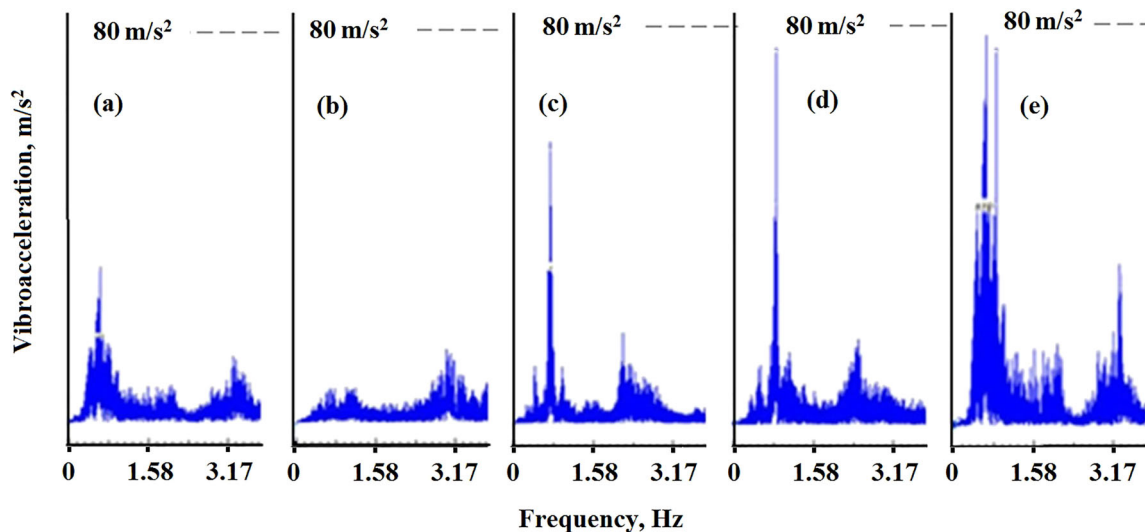 80 m/s²
80 m/s²
80 m/s²
80 m/s²
80 m/s²
(a)
(b)
(c)
(d)
(e)
Vibroacceleration, m/s²
0 1.58 3.17
0 1.58 3.17
0 1.58 3.17
0 1.58 3.17
0 1.58 3.17
Frequency, Hz